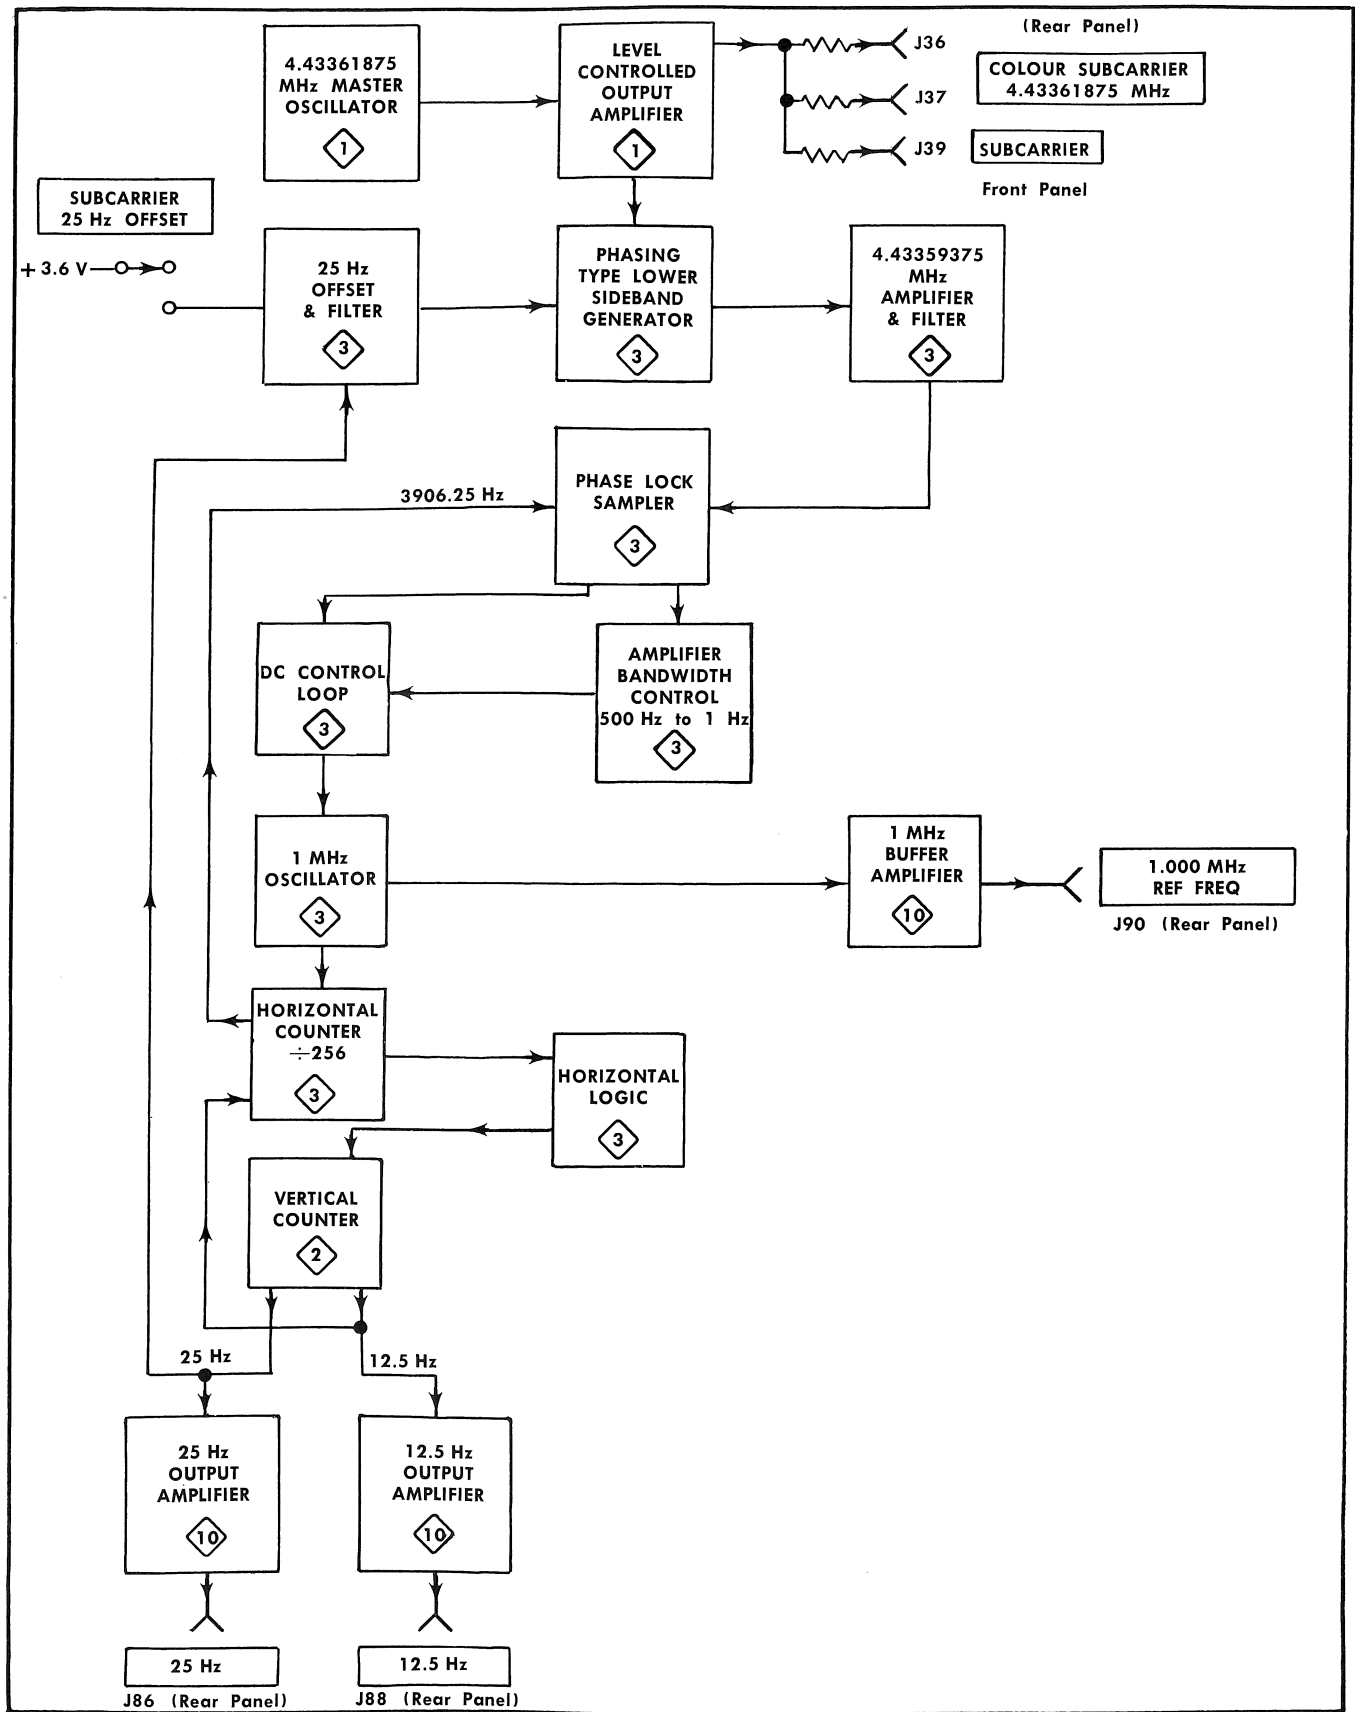 4.43361875
MHz MASTER
OSCILLATOR
1
LEVEL
CONTROLLED
OUTPUT
AMPLIFIER
1
J36
J37
J39
(Rear Panel)
COLOUR SUBCARRIER
4.43361875 MHz
SUBCARRIER
Front Panel
SUBCARRIER
25 Hz OFFSET
+ 3.6 V
25 Hz
OFFSET
& FILTER
3
PHASING
TYPE LOWER
SIDEBAND
GENERATOR
3
4.43359375
MHz
AMPLIFIER
& FILTER
3
3906.25 Hz
PHASE LOCK
SAMPLER
3
DC CONTROL
LOOP
3
AMPLIFIER
BANDWIDTH
CONTROL
500 Hz to 1 Hz
3
1 MHz
OSCILLATOR
3
1 MHz
BUFFER
AMPLIFIER
10
1.000 MHz
REF FREQ
J90 (Rear Panel)
HORIZONTAL
COUNTER
÷256
3
HORIZONTAL
LOGIC
3
VERTICAL
COUNTER
2
25 Hz
12.5 Hz
25 Hz
OUTPUT
AMPLIFIER
10
12.5 Hz
OUTPUT
AMPLIFIER
10
25 Hz
J86 (Rear Panel)
12.5 Hz
J88 (Rear Panel)